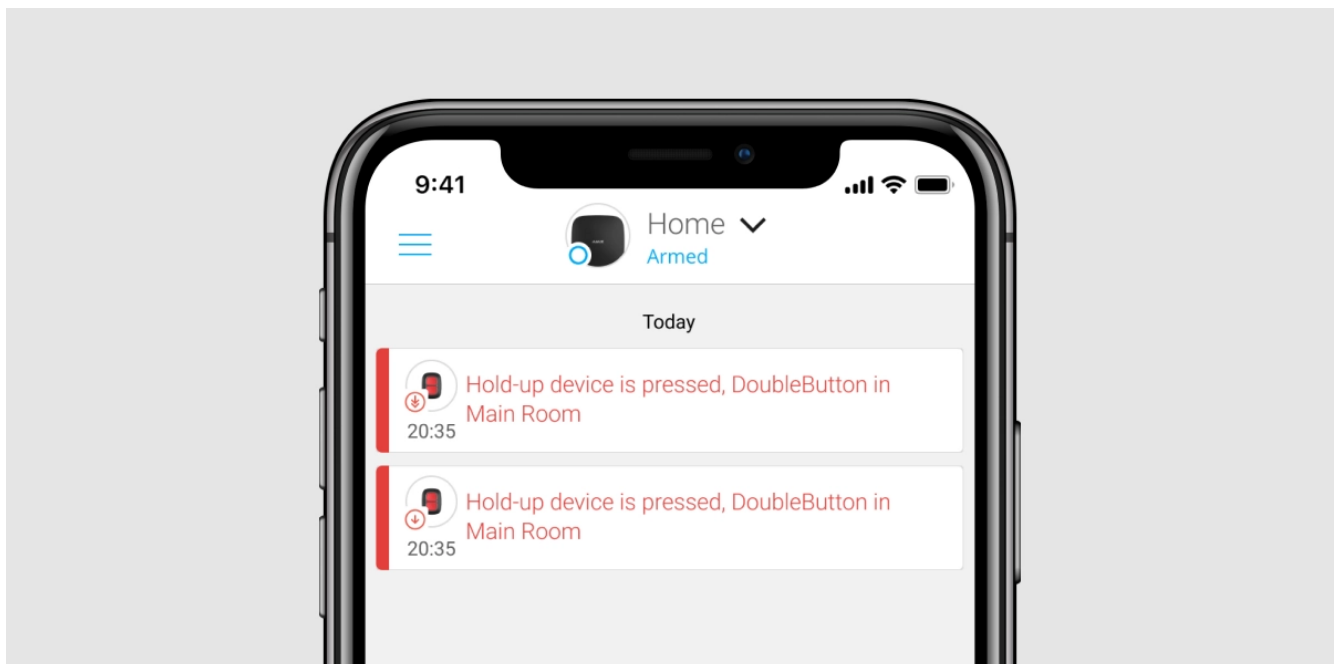 9:41
Home
Armed
Today
Hold-up device is pressed, DoubleButton in
Main Room
20:35
Hold-up device is pressed, DoubleButton in
Main Room
20:35